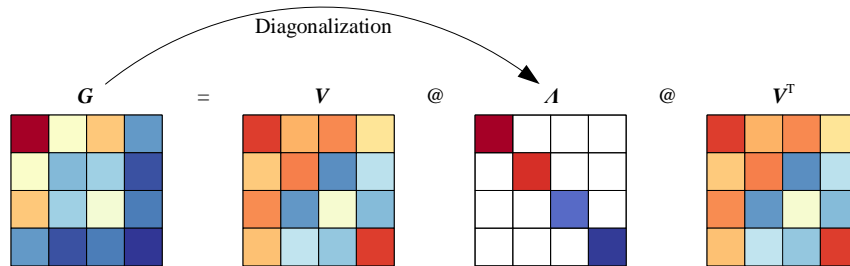 Diagonalization
G = V @ Λ @ V^T